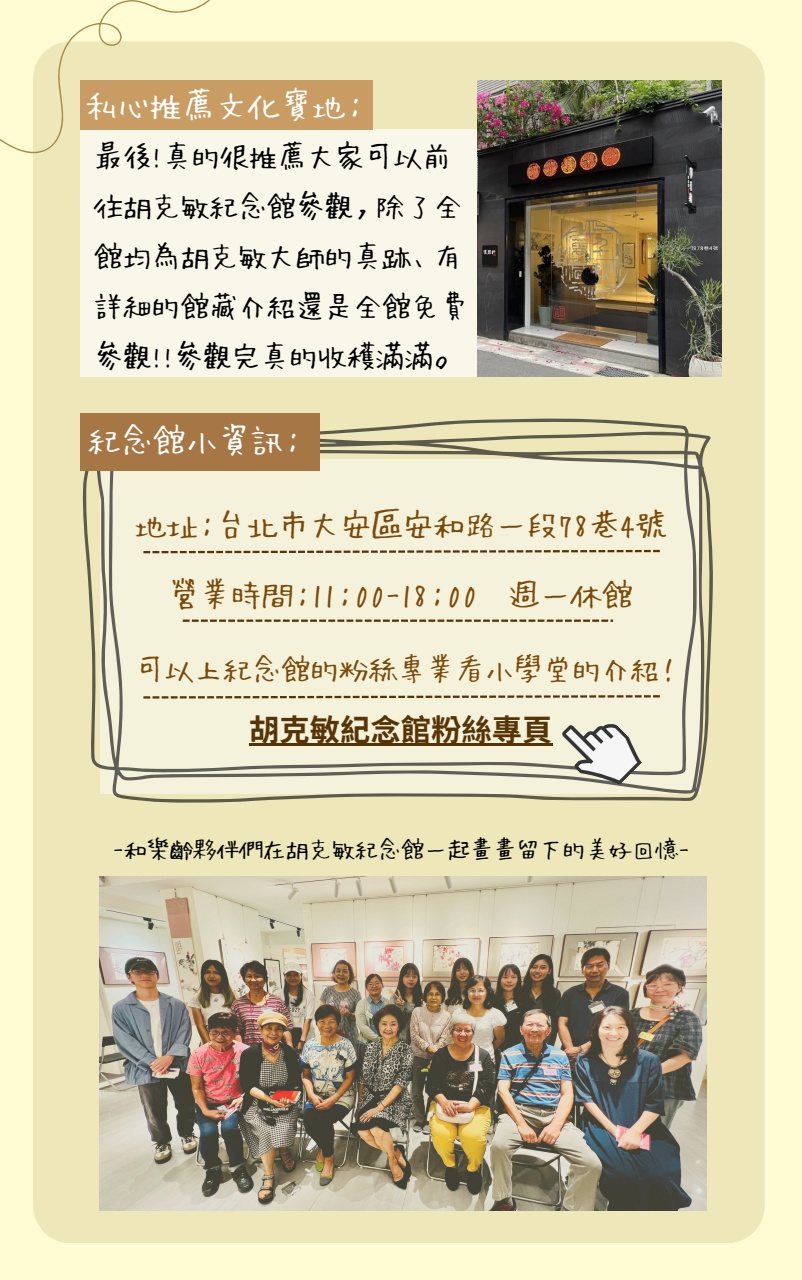 私心推薦文化寶地:
最後!真的很推薦大家可以前
往胡克敏紀念館參觀,除了全
館均為胡克敏大師的真跡、有
詳細的館藏介紹還是全館免費
參觀!!參觀完真的收穫滿滿。
紀念館小資訊:
地址:台北市大安區安和路一段78巷4號
營業時間:11:00-18:00 週一休館
可以上紀念館的粉絲專業看小學堂的介紹!
胡克敏紀念館粉絲專頁
-和樂齡夥伴們在胡克敏紀念館一起畫畫留下的美好回憶-